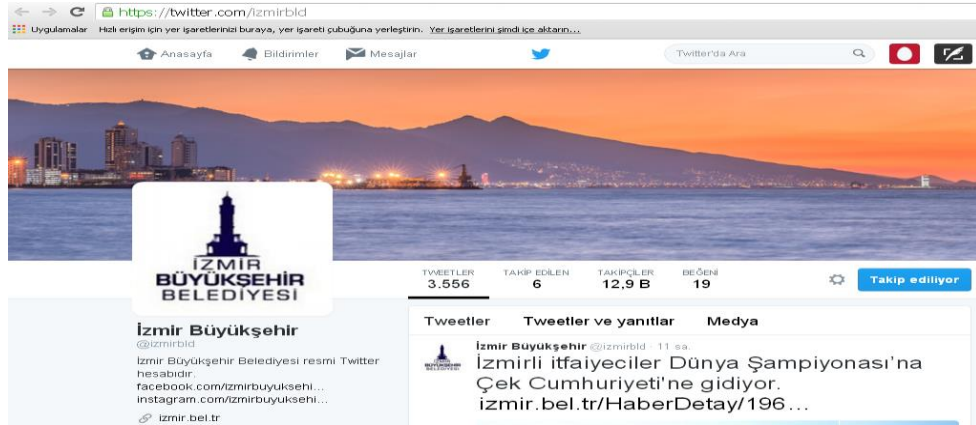 https://twitter.com/izmirbld
Uygulamalar Hızlı erişim için yer işaretlerinizi buraya, yer işareti çubuğuna yerleştirin. Yer işaretlerini şimdi içe aktarın...
Anasayfa Bildirimler Mesajlar Twitter'da Ara
İZMİR
BÜYÜKŞEHİR
BELEDİYESİ
TWEETLER TAKİP EDİLEN TAKİPÇİLER BEĞENİ
3.556 6 12,9 B 19
Takip ediliyor
İzmir Büyükşehir
@izmirbld
İzmir Büyükşehir Belediyesi resmi Twitter
hesabıdır.
facebook.com/izmirbuyuksehi...
instagram.com/izmirbuyuksehi...
izmir.bel.tr
Tweetler Tweetler ve yanıtlar Medya
İzmir Büyükşehir @izmirbld · 11 sa.
İzmirli itfaiyeciler Dünya Şampiyonası'na
Çek Cumhuriyeti'ne gidiyor.
izmir.bel.tr/HaberDetay/196...